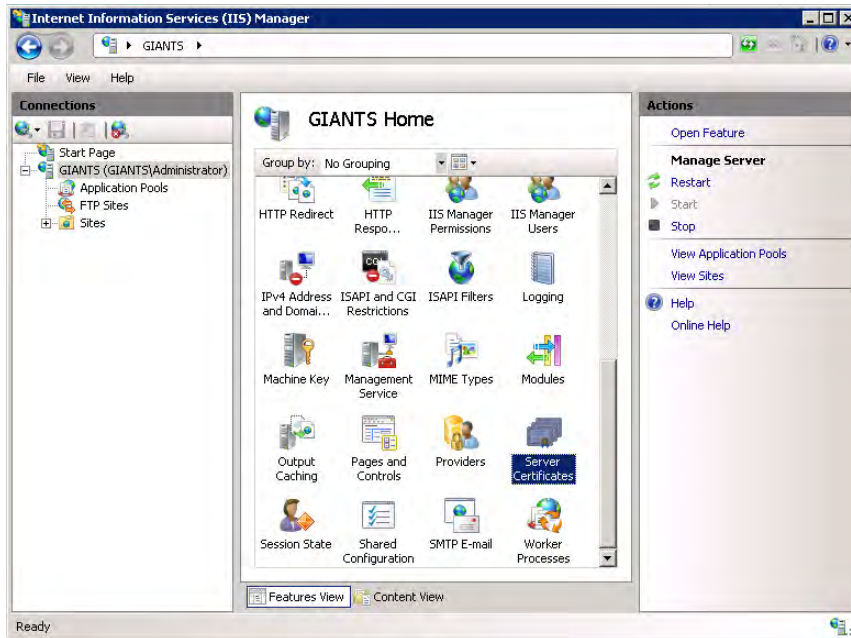 Internet Information Services (IIS) Manager
GIANTS
File View Help
Connections
Start Page
GIANTS (GIANTS\Administrator)
Application Pools
FTP Sites
Sites
GIANTS Home
Group by: No Grouping
HTTP Redirect
HTTP
Respo...
IIS Manager
Permissions
IIS Manager
Users
IPv4 Address
and Domai...
ISAPI and CGI
Restrictions
ISAPI Filters
Logging
Machine Key
Management
Service
MIME Types
Modules
Output
Caching
Pages and
Controls
Providers
Server
Certificates
Session State
Shared
Configuration
SMTP E-mail
Worker
Processes
Features View
Content View
Actions
Open Feature
Manage Server
Restart
Start
Stop
View Application Pools
View Sites
Help
Online Help
Ready